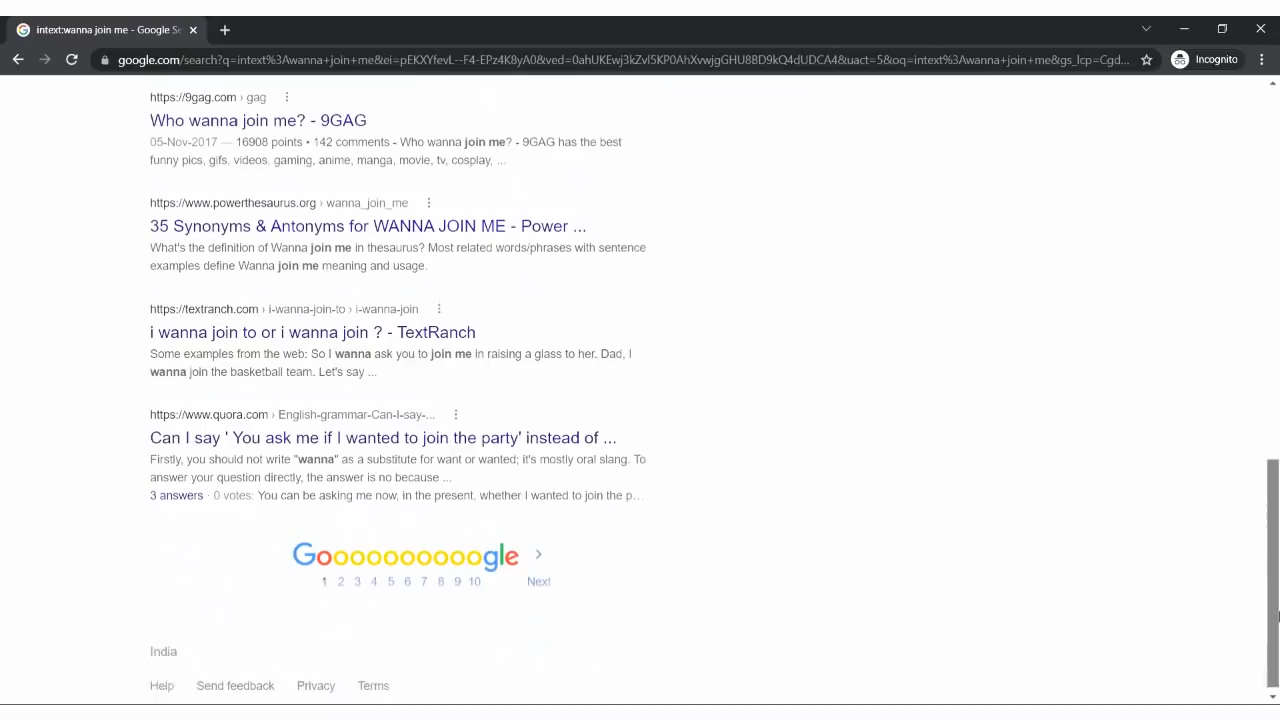 intext:wanna join me - Google Se
google.com/search?q=intext%3Awanna+join+me&ei=pEKXYfevL--F4-EPz4K8yA0&ved=0ahUKEwj3kZvl5KP0AhXvwjgGHU8BD9kQ4dUDCA4&uact=5&oq=intext%3Awanna+join+me&gs_lcp=Cgd...
Incognito
https://9gag.com › gag
Who wanna join me? - 9GAG
05-Nov-2017 — 16908 points • 142 comments - Who wanna join me? - 9GAG has the best
funny pics, gifs, videos, gaming, anime, manga, movie, tv, cosplay, ...
https://www.powerthesaurus.org › wanna_join_me
35 Synonyms & Antonyms for WANNA JOIN ME - Power ...
What's the definition of Wanna join me in thesaurus? Most related words/phrases with sentence
examples define Wanna join me meaning and usage.
https://textranch.com › i-wanna-join-to › i-wanna-join
i wanna join to or i wanna join ? - TextRanch
Some examples from the web: So I wanna ask you to join me in raising a glass to her. Dad, I
wanna join the basketball team. Let's say ...
https://www.quora.com › English-grammar-Can-I-say-...
Can I say ' You ask me if I wanted to join the party' instead of ...
Firstly, you should not write "wanna" as a substitute for want or wanted; it's mostly oral slang. To
answer your question directly, the answer is no because ...
3 answers · 0 votes: You can be asking me now, in the present, whether I wanted to join the p…
Goooooooooogle
1 2 3 4 5 6 7 8 9 10 Next
India
Help Send feedback Privacy Terms